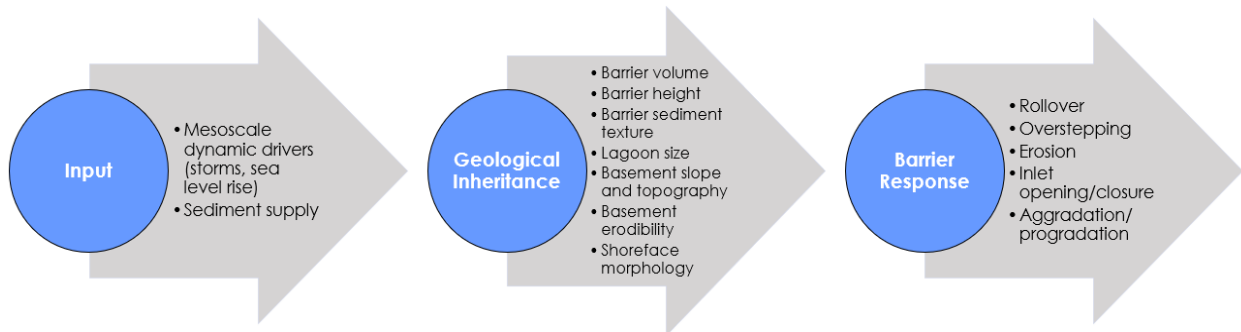 Input
• Mesoscale
dynamic drivers
(storms, sea
level rise)
• Sediment supply
Geological
Inheritance
• Barrier volume
• Barrier height
• Barrier sediment
texture
• Lagoon size
• Basement slope
and topography
• Basement
erodibility
• Shoreface
morphology
Barrier
Response
• Rollover
• Overstepping
• Erosion
• Inlet
opening/closure
• Aggradation/
progradation